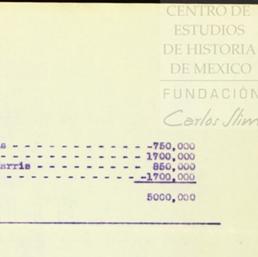 CENTRO DE
ESTUDIOS
DE HISTORIA
DE MEXICO
FUNDACIÓN
Carlos Slim
s - - - - - - - - - - -750,000
- - - - - - - - - - - 1700,000
arris - - - - - - - - 850,000
- - - - - - - - - - -1700,000
5000,000